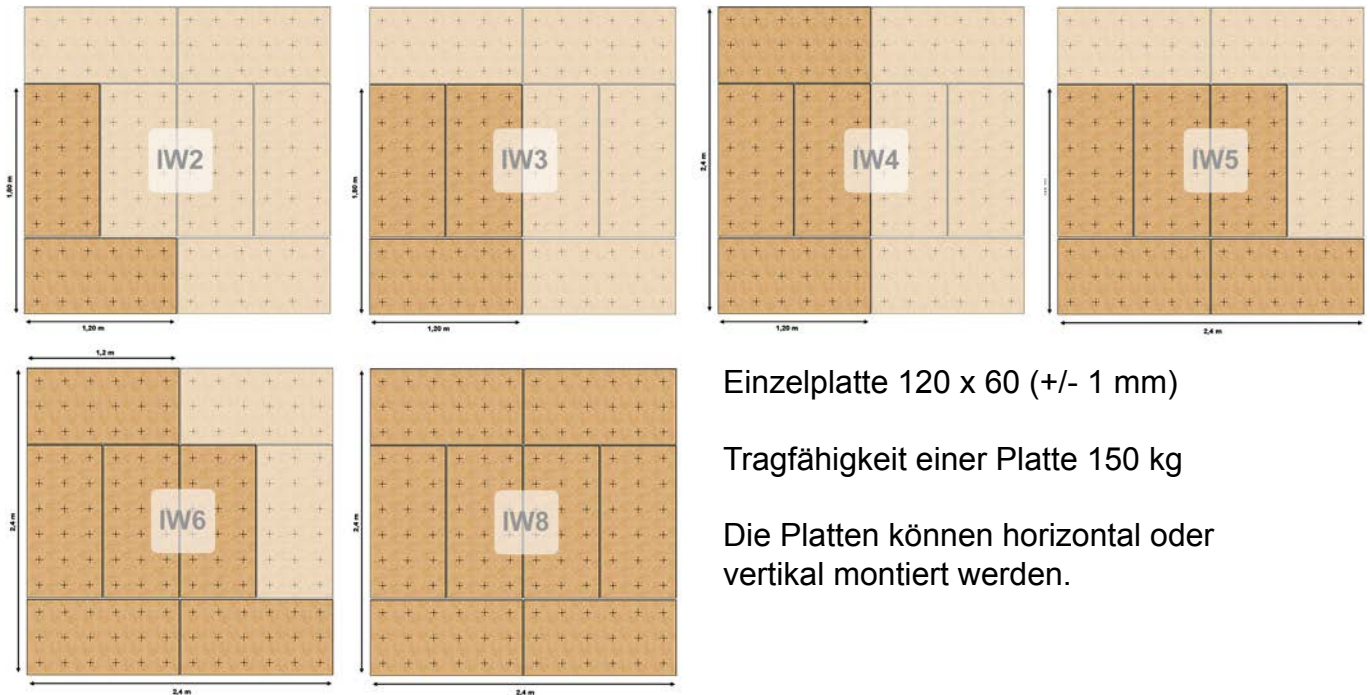 IW2
1,80 m
1,20 m
IW3
1,80 m
1,20 m
IW4
2,4 m
1,20 m
IW5
2,4 m
1,2 m
IW6
2,4 m
2,4 m
IW8
2,4 m
2,4 m
Einzelplatte 120 x 60 (+/- 1 mm)
Tragfähigkeit einer Platte 150 kg
Die Platten können horizontal oder
vertikal montiert werden.